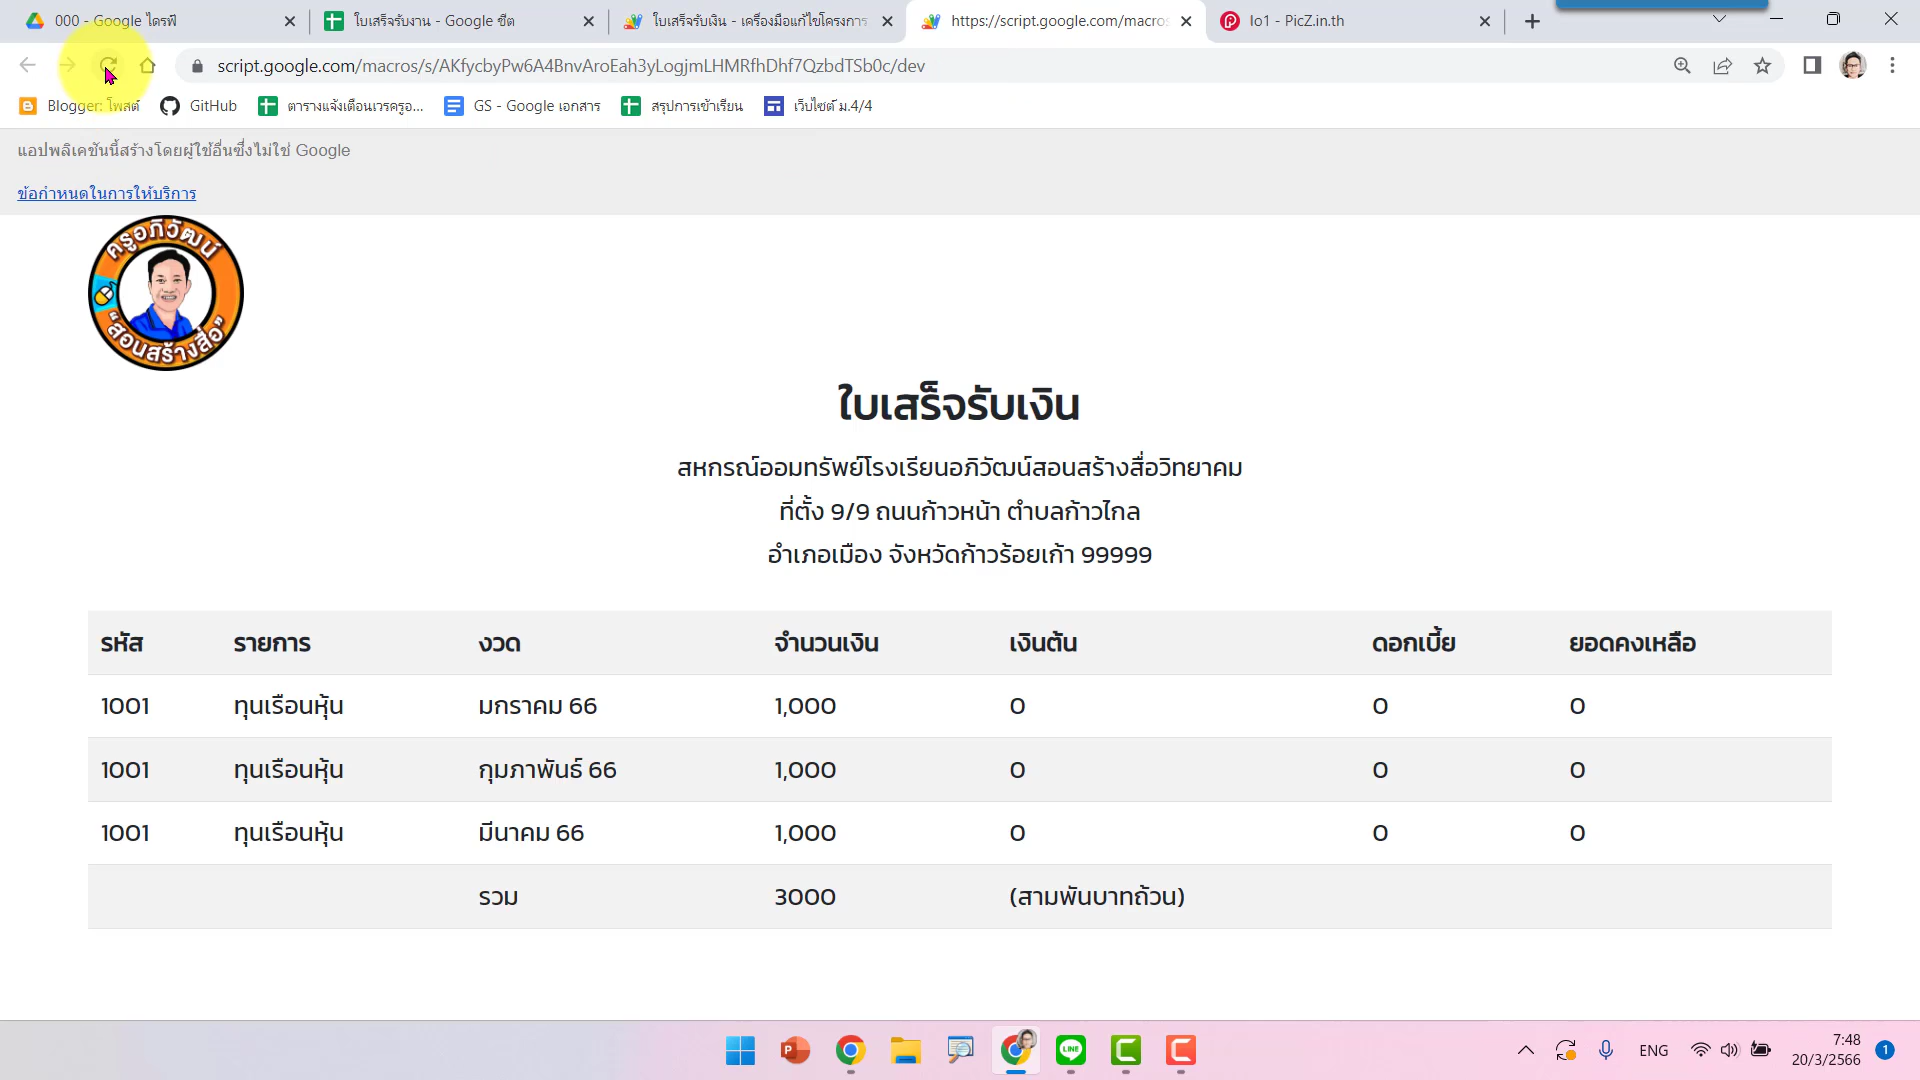 000 - Google ไดรฟ์
ใบเสร็จรับงาน - Google ชีต
ใบเสร็จรับเงิน - เครื่องมือแก้ไขโครงการ
https://script.google.com/macros
lo1 - PicZ.in.th
script.google.com/macros/s/AKfycbyPw6A4BnvAroEah3yLogjmLHMRfhDhf7QzbdTSb0c/dev
Blogger: โพสต์
GitHub
ตารางแจ้งเตือนเวรครูอ...
GS - Google เอกสาร
สรุปการเข้าเรียน
เว็บไซต์ ม.4/4
แอปพลิเคชันนี้สร้างโดยผู้ใช้อื่นซึ่งไม่ใช่ Google
ข้อกำหนดในการให้บริการ
ครูอภิวัฒน์
"สอนสร้างสื่อ"
ใบเสร็จรับเงิน
สหกรณ์ออมทรัพย์โรงเรียนอภิวัฒน์สอนสร้างสื่อวิทยาคม
ที่ตั้ง 9/9 ถนนก้าวหน้า ตำบลก้าวไกล
อำเภอเมือง จังหวัดก้าวร้อยเก้า 99999
รหัส รายการ งวด จำนวนเงิน เงินต้น ดอกเบี้ย ยอดคงเหลือ
1001 ทุนเรือนหุ้น มกราคม 66 1,000 0 0 0
1001 ทุนเรือนหุ้น กุมภาพันธ์ 66 1,000 0 0 0
1001 ทุนเรือนหุ้น มีนาคม 66 1,000 0 0 0
รวม 3000 (สามพันบาทถ้วน)
LINE
ENG
7:48
20/3/2566
1